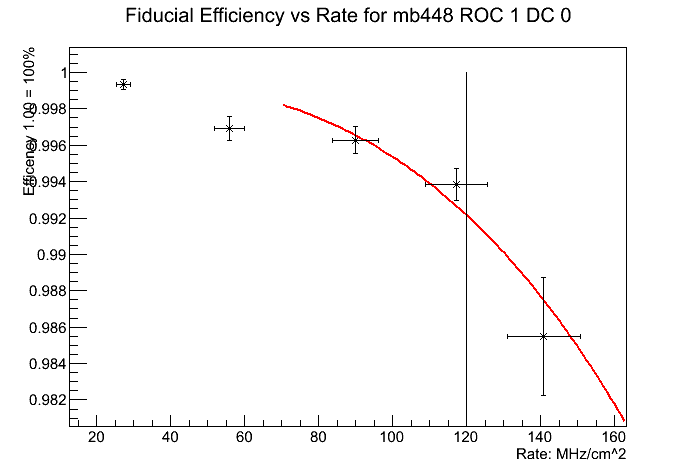 Fiducial Efficiency vs Rate for mb448 ROC 1 DC 0
Efficency 1.00 = 100%
1
0.998
0.996
0.994
0.992
0.99
0.988
0.986
0.984
0.982
20 40 60 80 100 120 140 160
Rate: MHz/cm^2